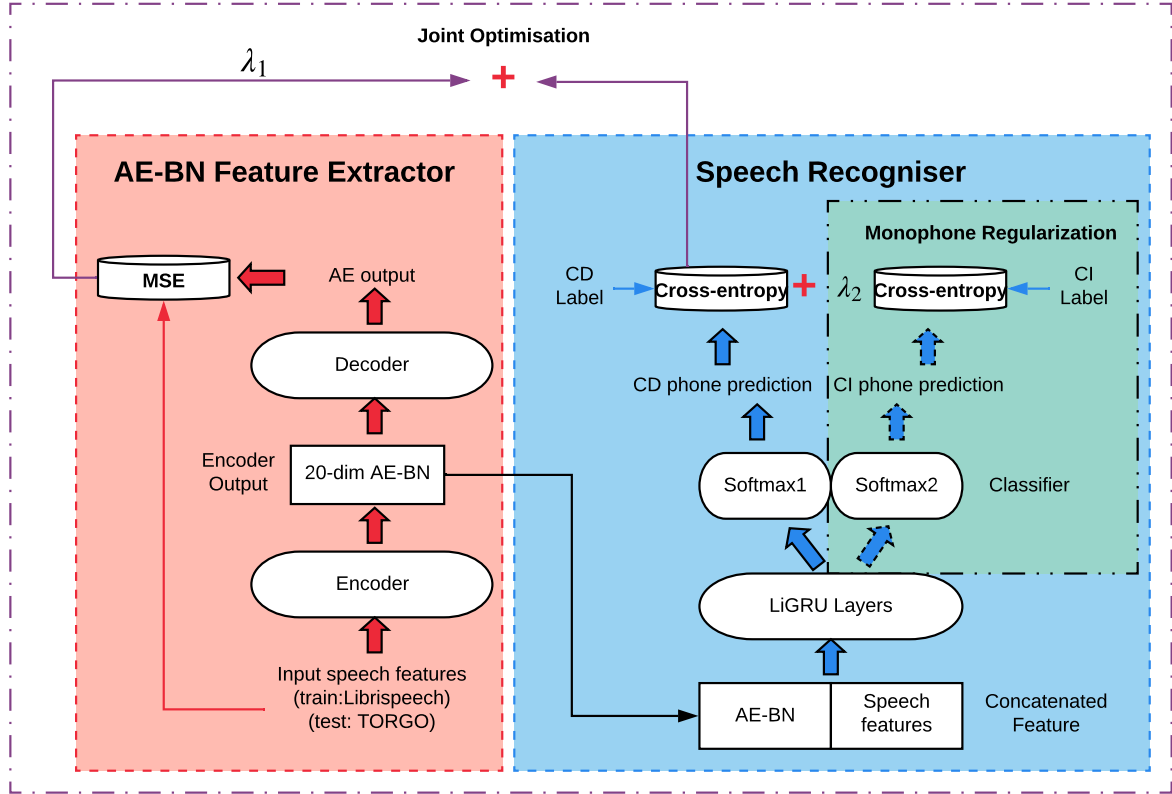 Joint Optimisation
λ1
+
AE-BN Feature Extractor
MSE
AE output
Decoder
Encoder
Output
20-dim AE-BN
Encoder
Input speech features
(train:Librispeech)
(test: TORGO)
Speech Recogniser
Monophone Regularization
CD
Label
Cross-entropy
+
λ2
Cross-entropy
CI
Label
CD phone prediction
CI phone prediction
Softmax1
Softmax2
Classifier
LiGRU Layers
AE-BN
Speech
features
Concatenated
Feature